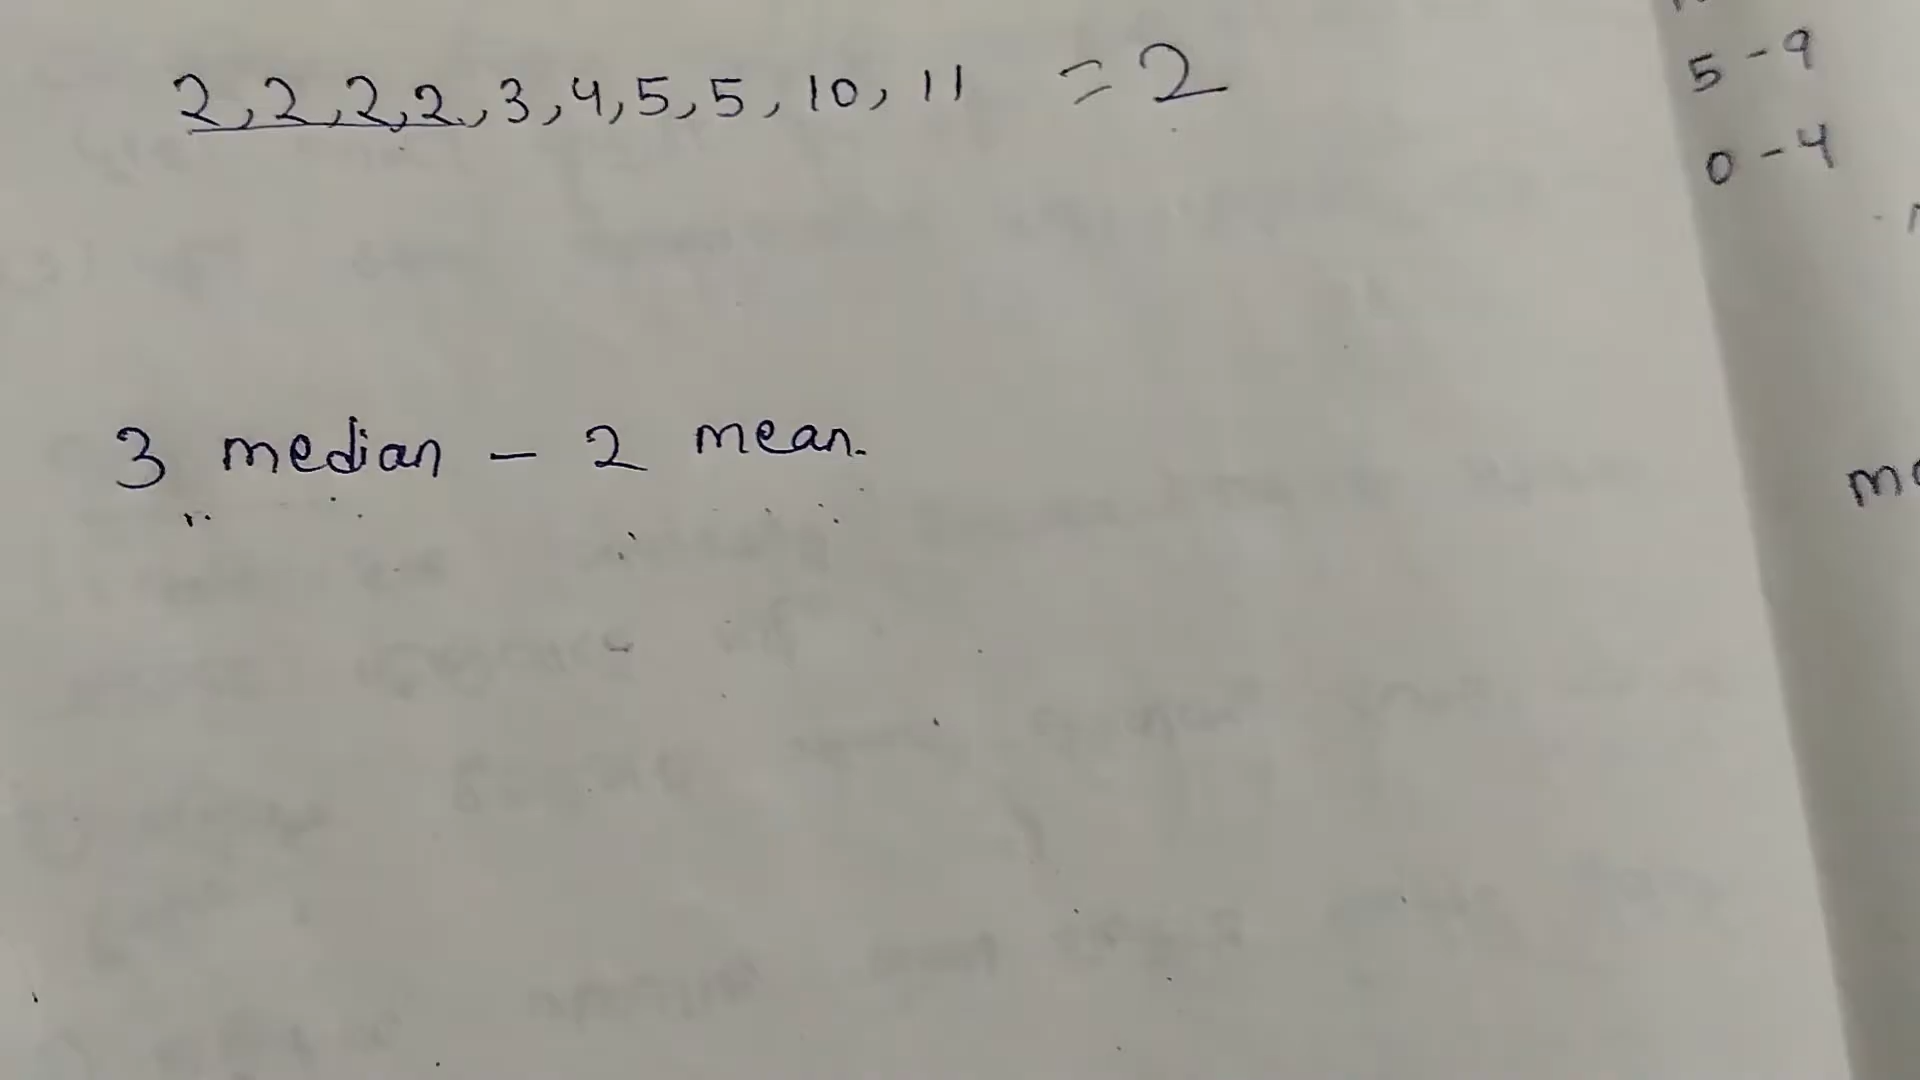 2,2,2,2,3,4,5,5,10,11 = 2
3 median - 2 mean.
5-9
0-4